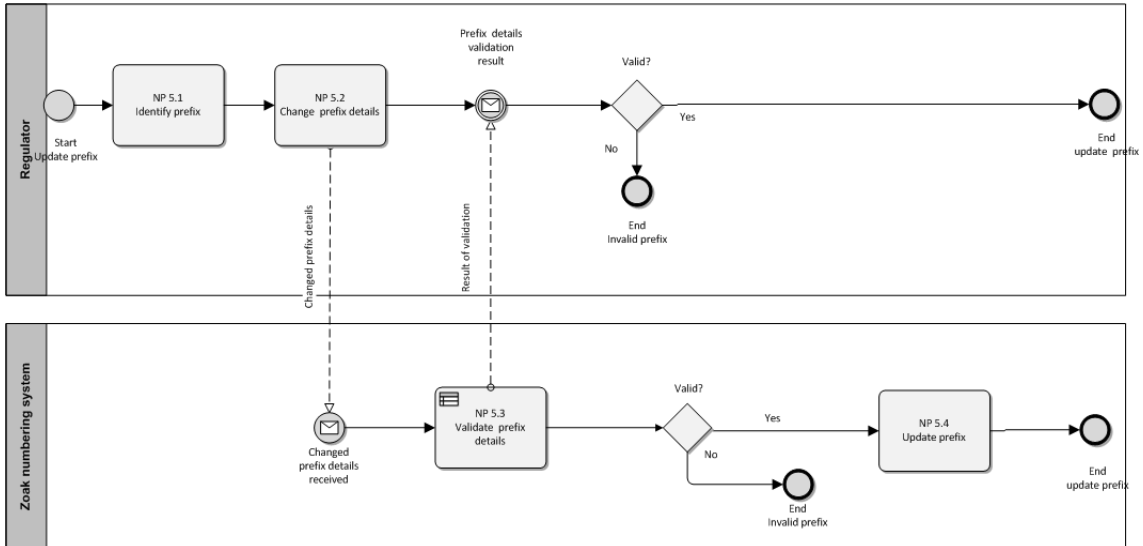 Regulator
Start
Update prefix
NP 5.1
Identify prefix
NP 5.2
Change prefix details
Prefix details
validation
result
Valid?
Yes
No
End
Invalid prefix
End
update prefix
Changed prefix details
Result of validation
Zoak numbering system
Changed
prefix details
received
NP 5.3
Validate prefix
details
Valid?
Yes
No
End
Invalid prefix
NP 5.4
Update prefix
End
update prefix